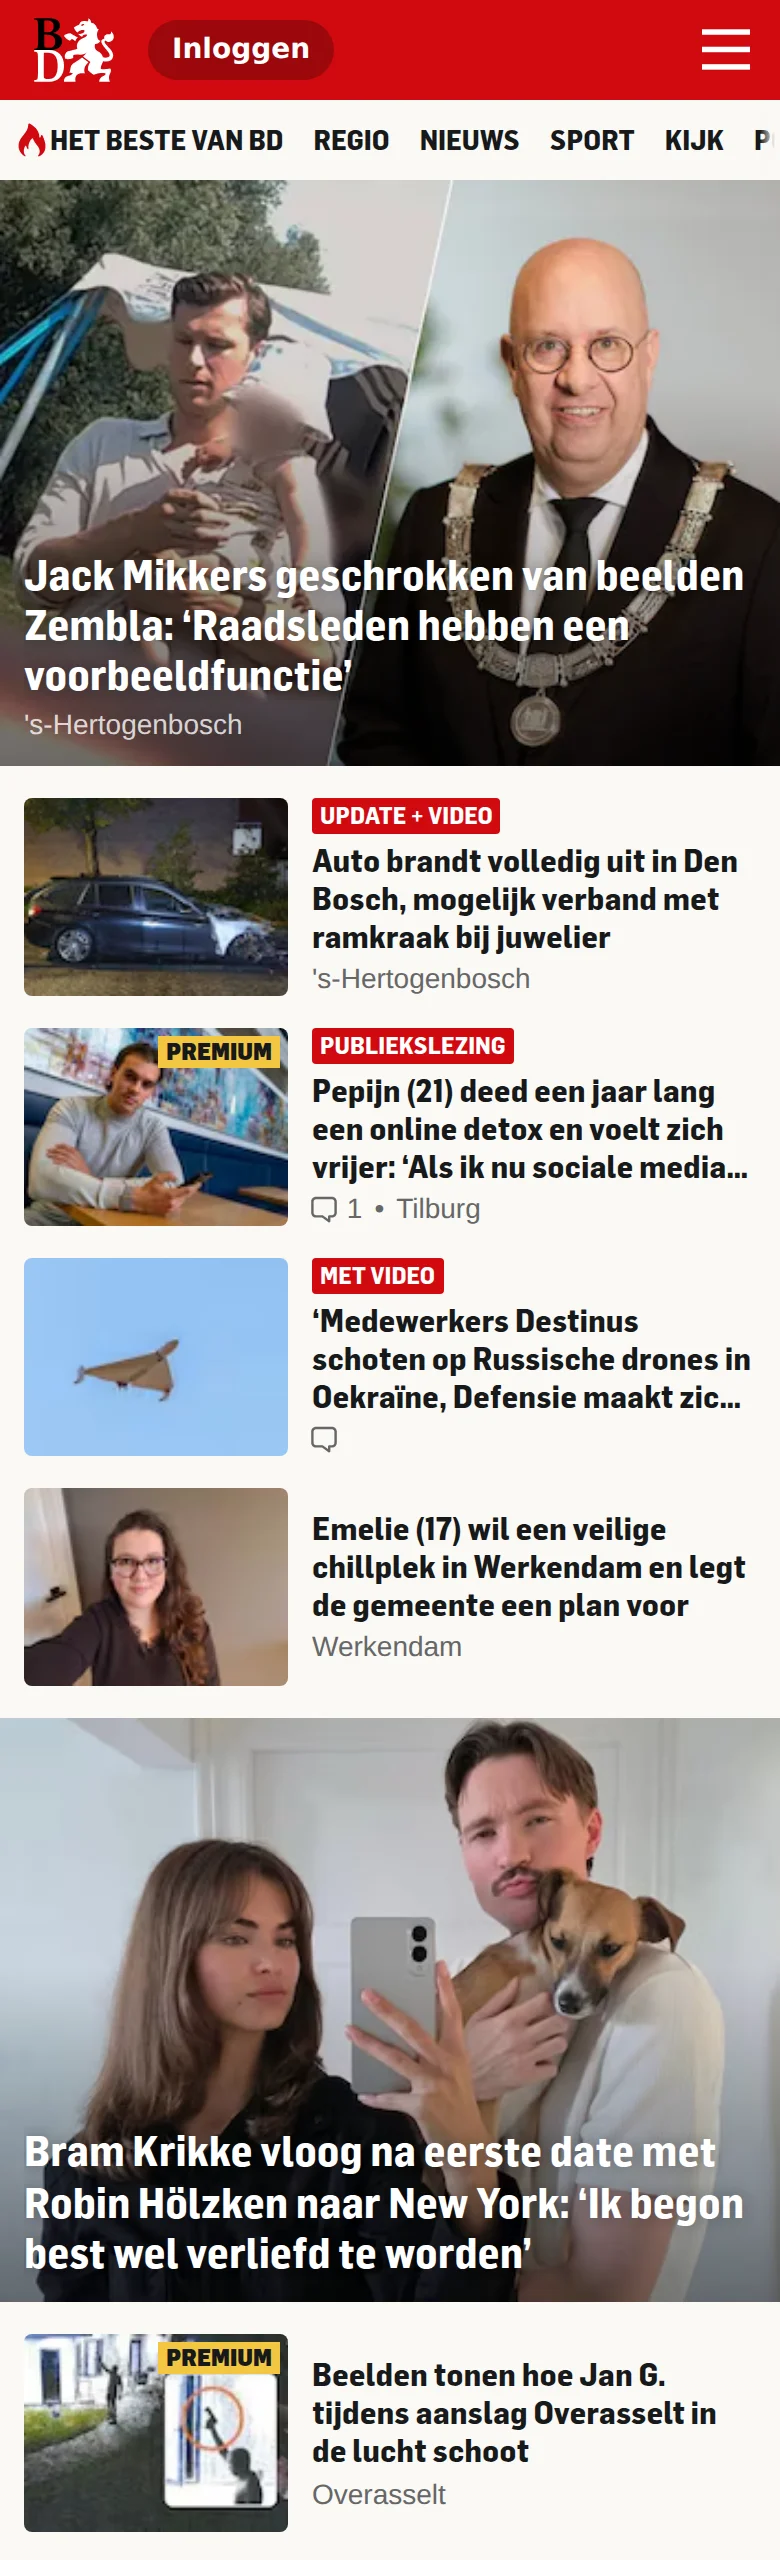 BD
Inloggen
HET BESTE VAN BD REGIO NIEUWS SPORT KIJK
Jack Mikkers geschrokken van beelden
Zembla: ‘Raadsleden hebben een
voorbeeldfunctie’
's-Hertogenbosch
UPDATE + VIDEO
Auto brandt volledig uit in Den
Bosch, mogelijk verband met
ramkraak bij juwelier
's-Hertogenbosch
PREMIUM
PUBLIEKSLEZING
Pepijn (21) deed een jaar lang
een online detox en voelt zich
vrijer: ‘Als ik nu sociale media...
1 • Tilburg
MET VIDEO
‘Medewerkers Destinus
schoten op Russische drones in
Oekraïne, Defensie maakt zic...
Emelie (17) wil een veilige
chillplek in Werkendam en legt
de gemeente een plan voor
Werkendam
Bram Krikke vloog na eerste date met
Robin Hölzken naar New York: ‘Ik begon
best wel verliefd te worden’
PREMIUM
Beelden tonen hoe Jan G.
tijdens aanslag Overasselt in
de lucht schoot
Overasselt